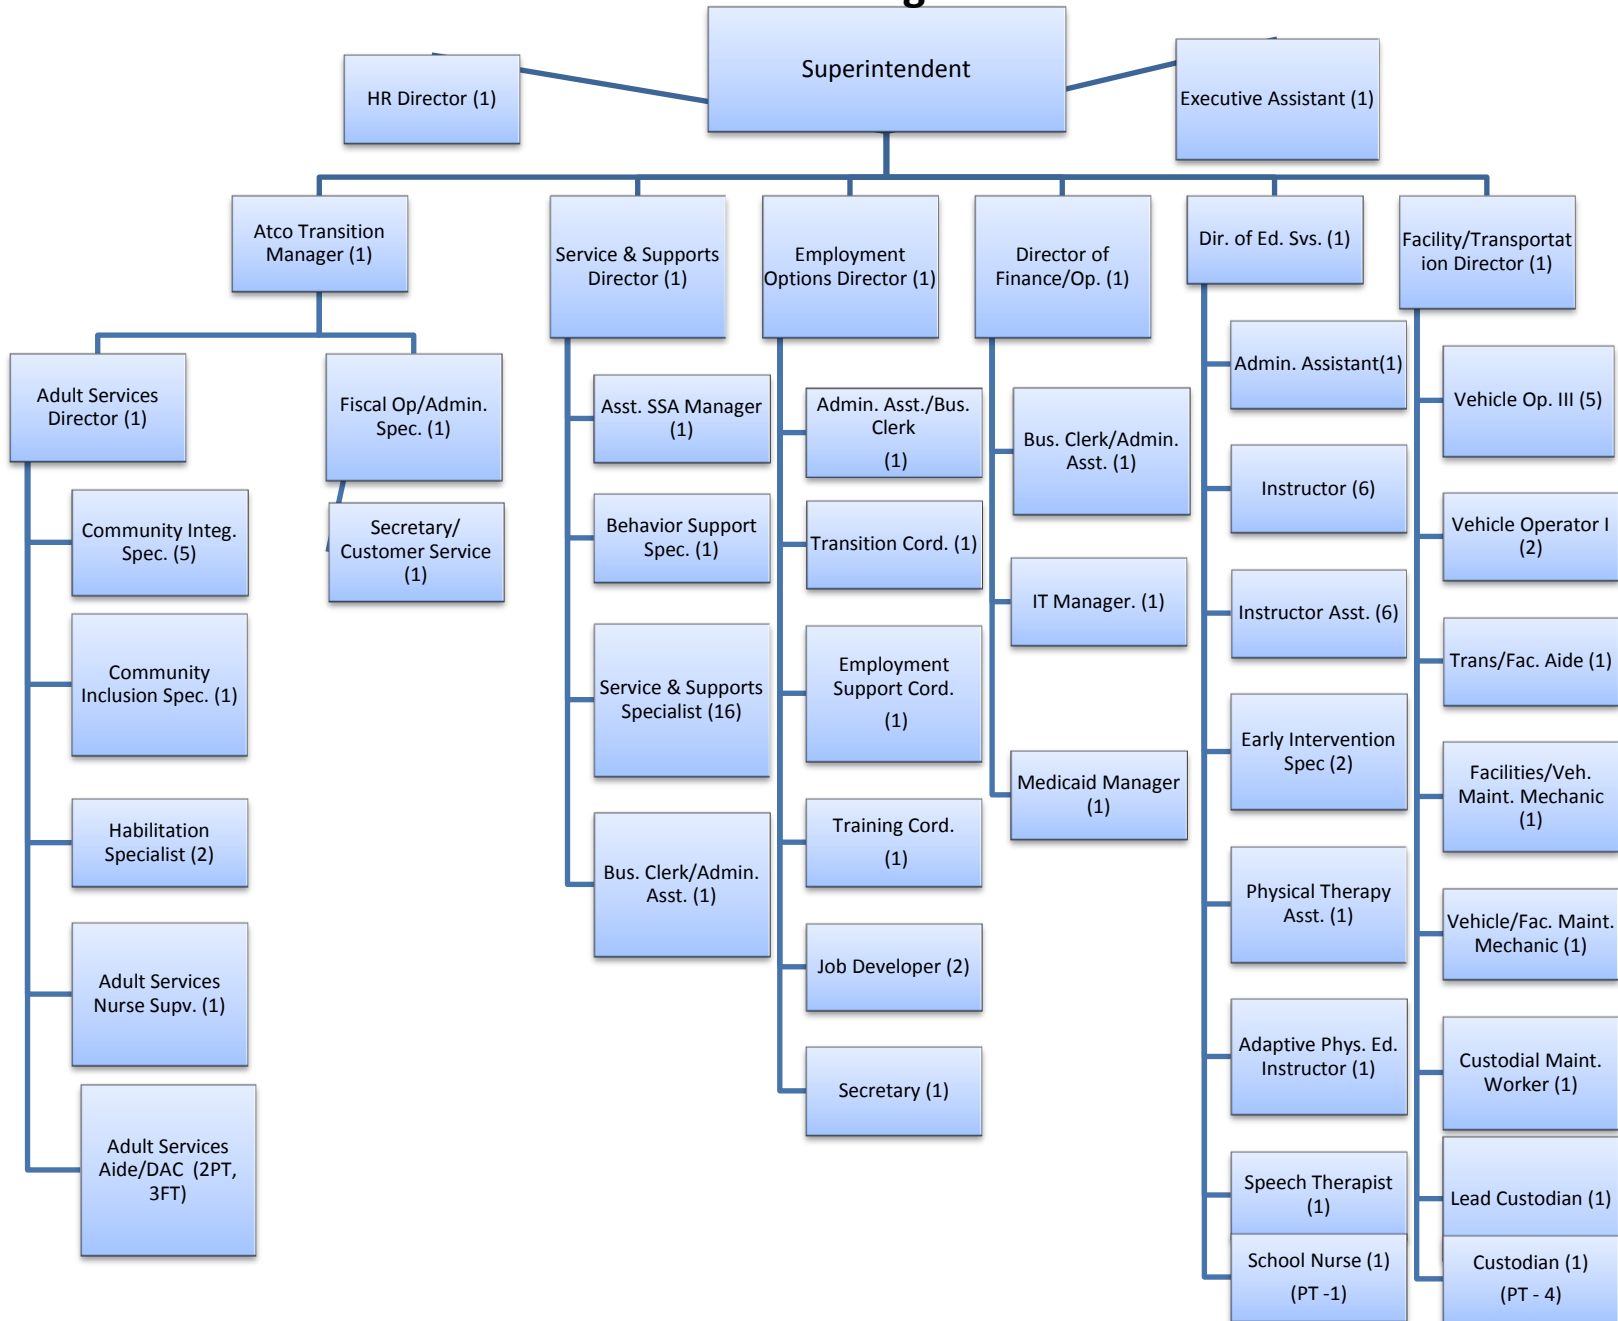 Superintendent
HR Director (1)
Executive Assistant (1)
Atco Transition
Manager (1)
Service & Supports
Director (1)
Employment
Options Director (1)
Director of
Finance/Op. (1)
Dir. of Ed. Svs. (1)
Facility/Transportat
ion Director (1)
Adult Services
Director (1)
Community Integ.
Spec. (5)
Community
Inclusion Spec. (1)
Habilitation
Specialist (2)
Adult Services
Nurse Supv. (1)
Adult Services
Aide/DAC (2PT,
3FT)
Fiscal Op/Admin.
Spec. (1)
Secretary/
Customer Service
(1)
Asst. SSA Manager
(1)
Behavior Support
Spec. (1)
Service & Supports
Specialist (16)
Bus. Clerk/Admin.
Asst. (1)
Admin. Asst./Bus.
Clerk
(1)
Transition Cord. (1)
Employment
Support Cord.
(1)
Training Cord.
(1)
Job Developer (2)
Secretary (1)
Bus. Clerk/Admin.
Asst. (1)
IT Manager. (1)
Medicaid Manager
(1)
Admin. Assistant(1)
Instructor (6)
Instructor Asst. (6)
Early Intervention
Spec (2)
Physical Therapy
Asst. (1)
Adaptive Phys. Ed.
Instructor (1)
Speech Therapist
(1)
School Nurse (1)
(PT -1)
Vehicle Op. III (5)
Vehicle Operator I
(2)
Trans/Fac. Aide (1)
Facilities/Veh.
Maint. Mechanic
(1)
Vehicle/Fac. Maint.
Mechanic (1)
Custodial Maint.
Worker (1)
Lead Custodian (1)
Custodian (1)
(PT - 4)